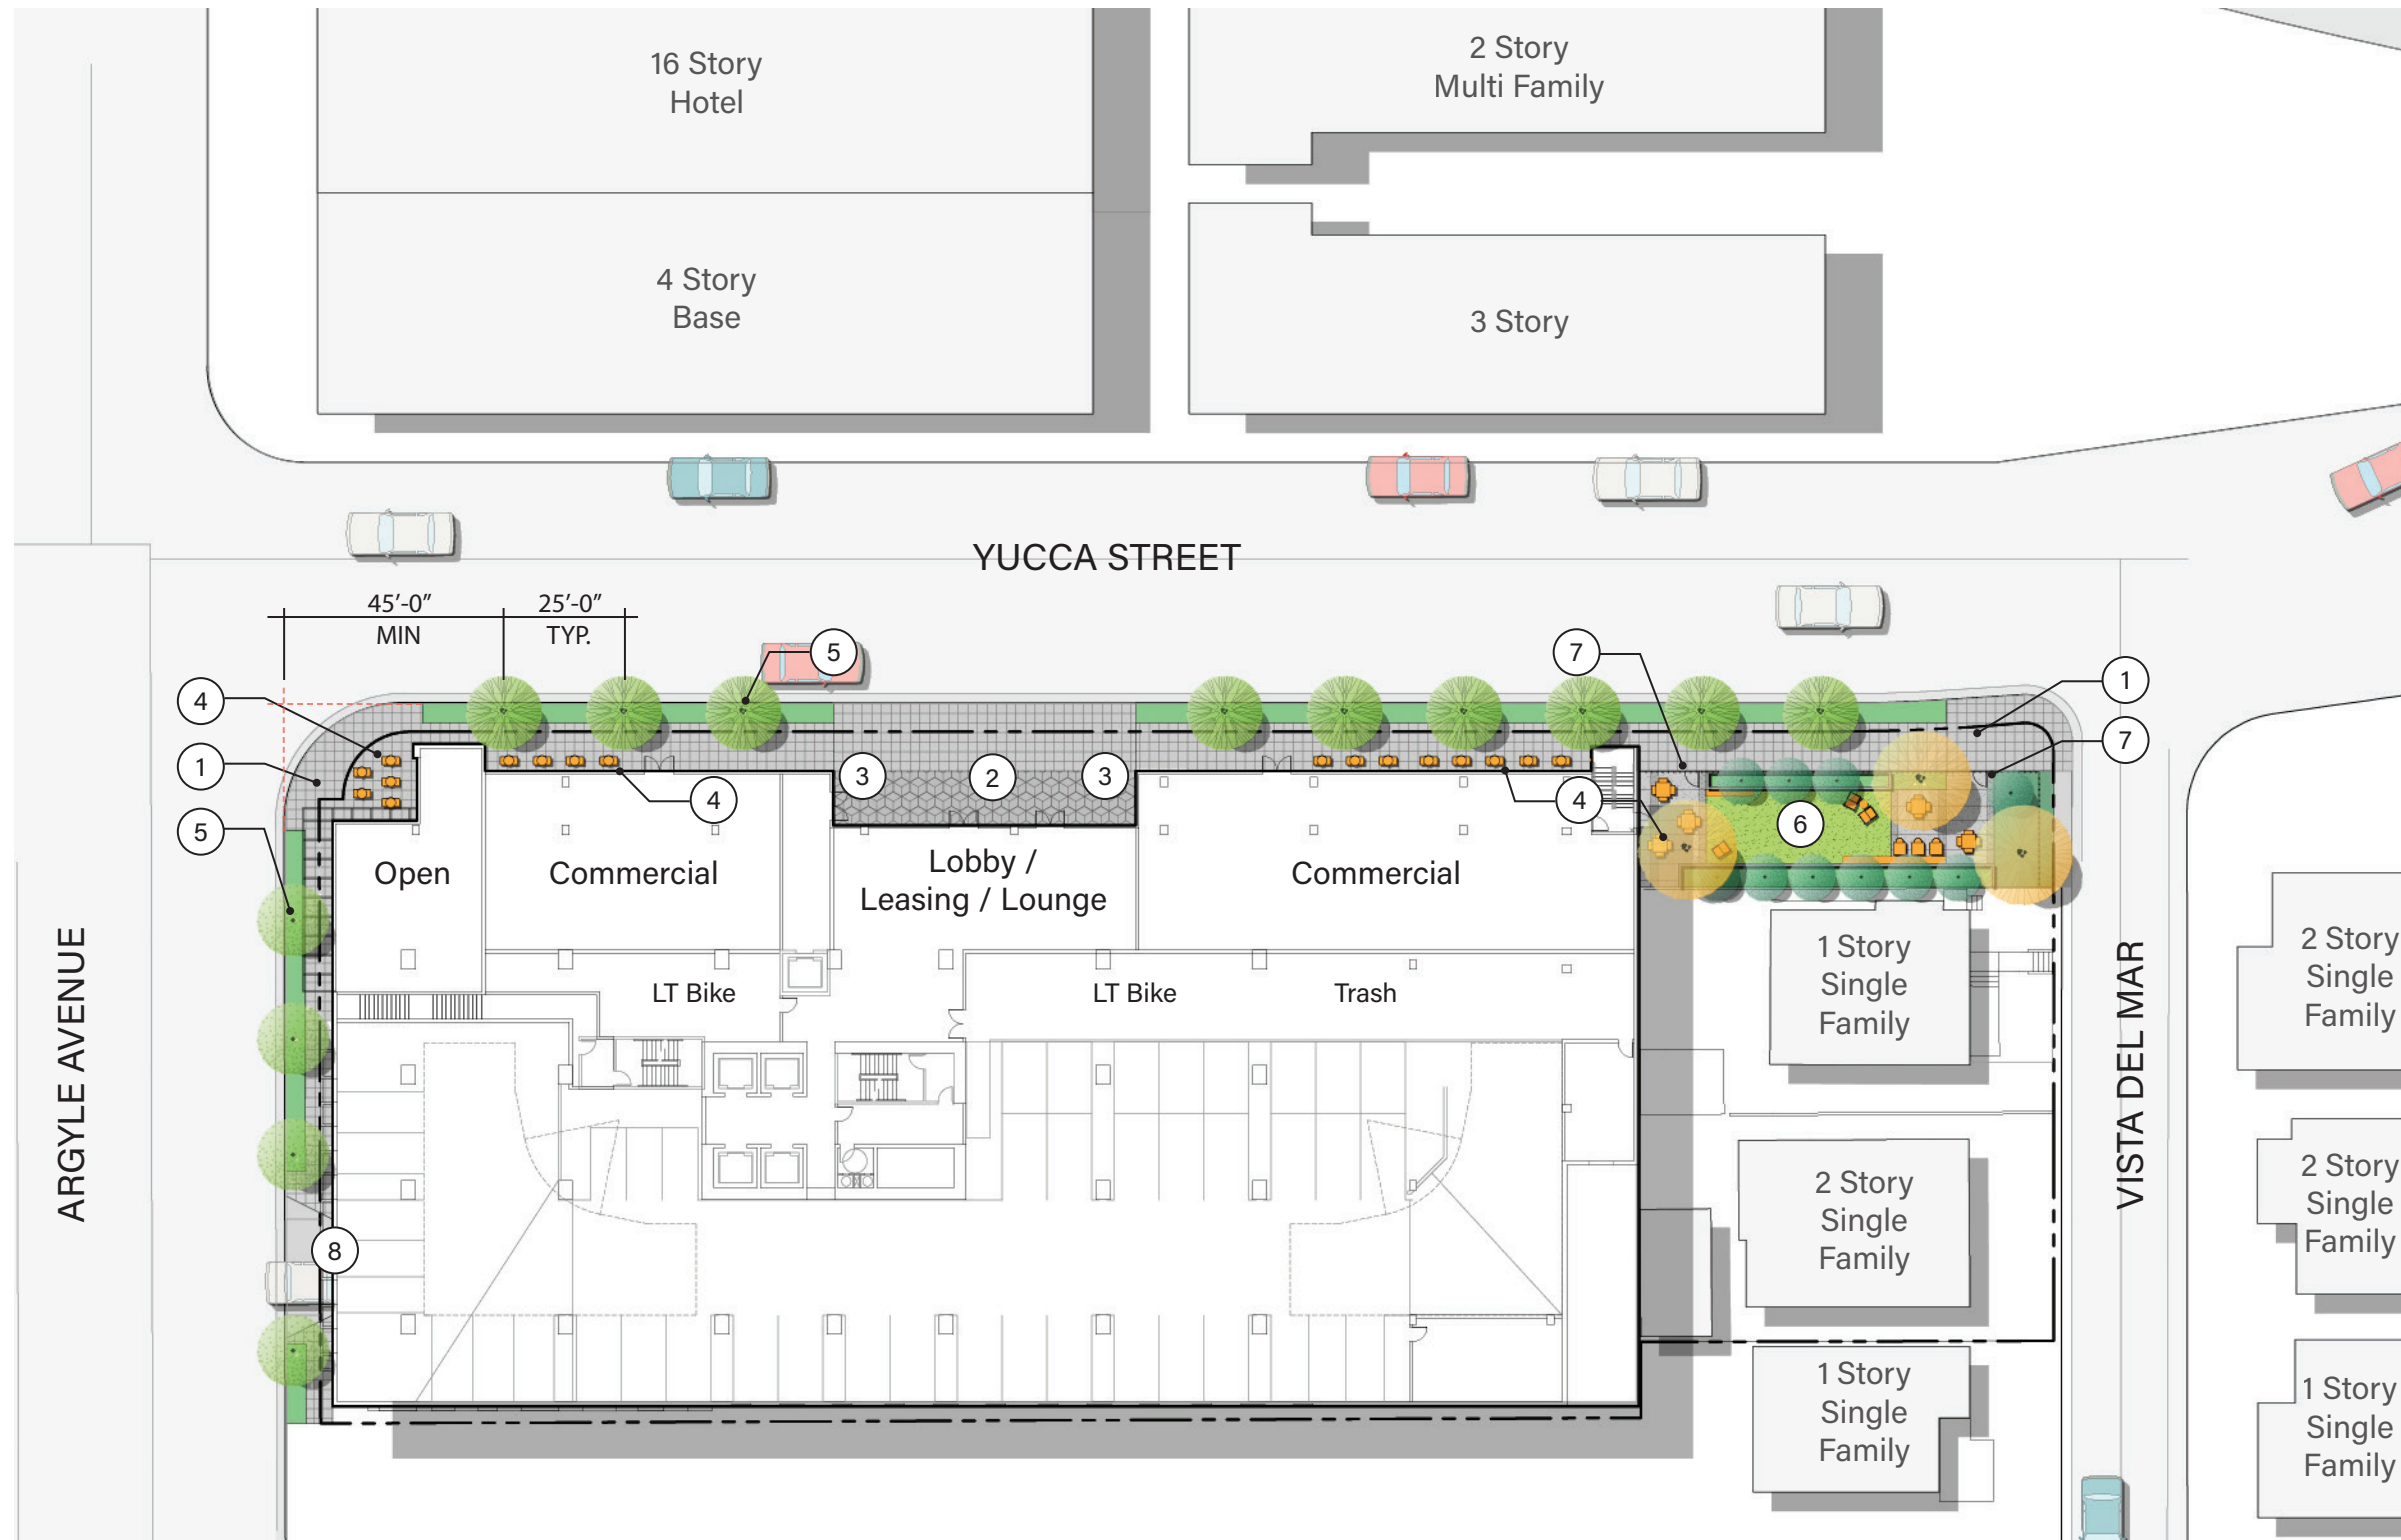 16 Story
Hotel
2 Story
Multi Family
4 Story
Base
3 Story
YUCCA STREET
45'-0”
MIN
25'-0”
TYP.
5
7
4
1
1
7
3
2
3
4
4
5
6
Open
Commercial
Lobby /
Leasing / Lounge
Commercial
LT Bike
LT Bike
Trash
ARGYLE AVENUE
VISTA DEL MAR
1 Story
Single
Family
2 Story
Single
Family
2 Story
Single
Family
2 Story
Single
Family
8
1 Story
Single
Family
1 Story
Single
Family